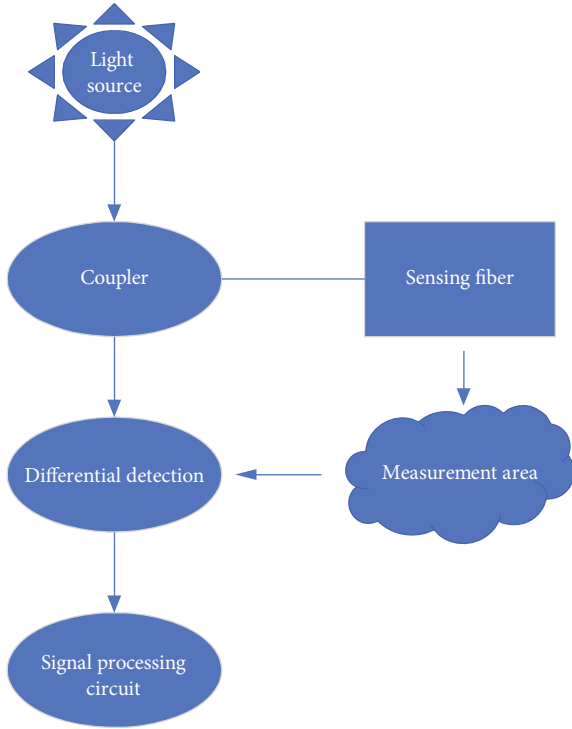 Light
source
Coupler
Sensing fiber
Differential detection
Measurement area
Signal processing
circuit